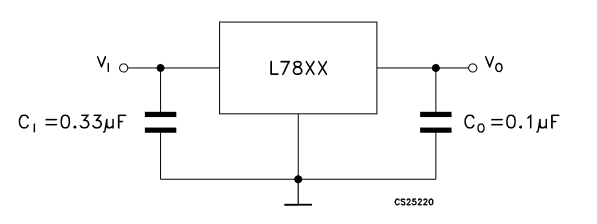 V_I
L78XX
V_O
C_I =0.33µF
C_O =0.1µF
CS25220